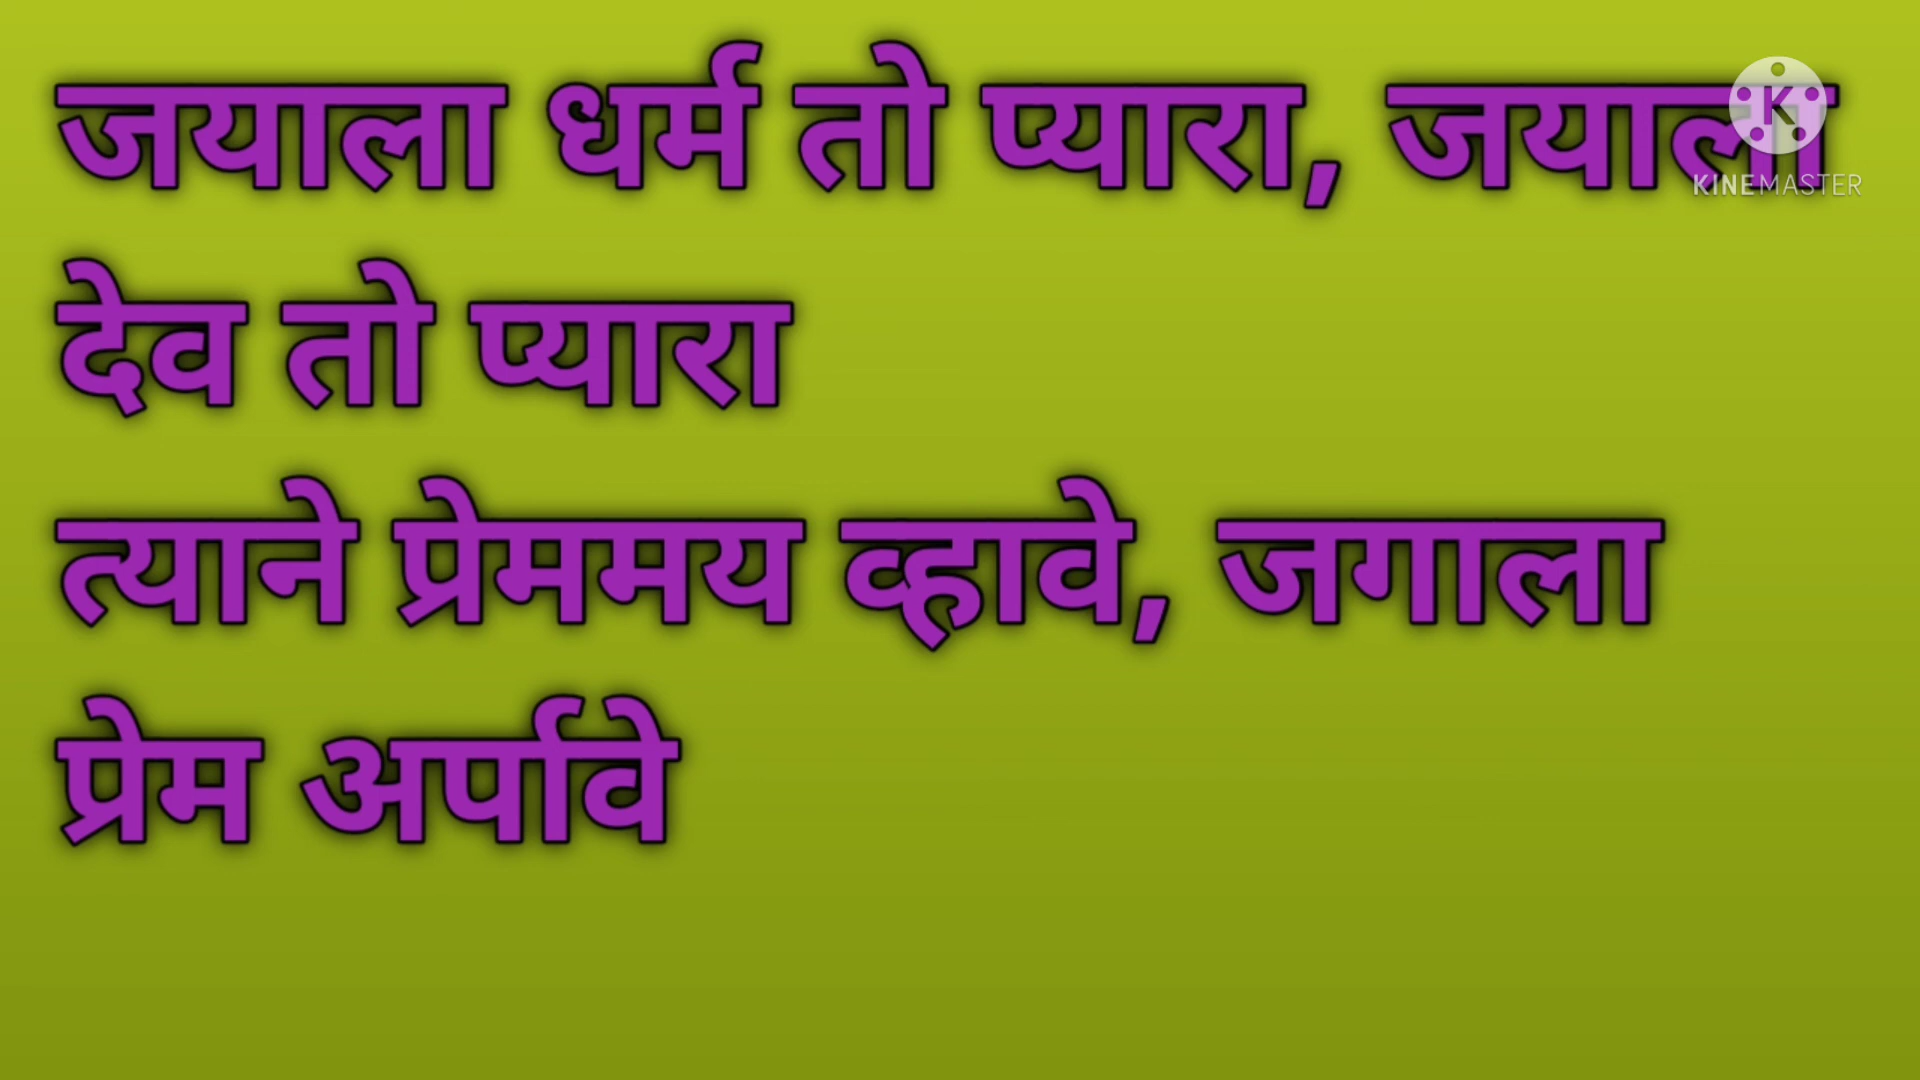 जयाला धर्म तो प्यारा, जयाला
देव तो प्यारा
त्याने प्रेममय व्हावे, जगाला
प्रेम अर्पावे
K
KINEMASTER